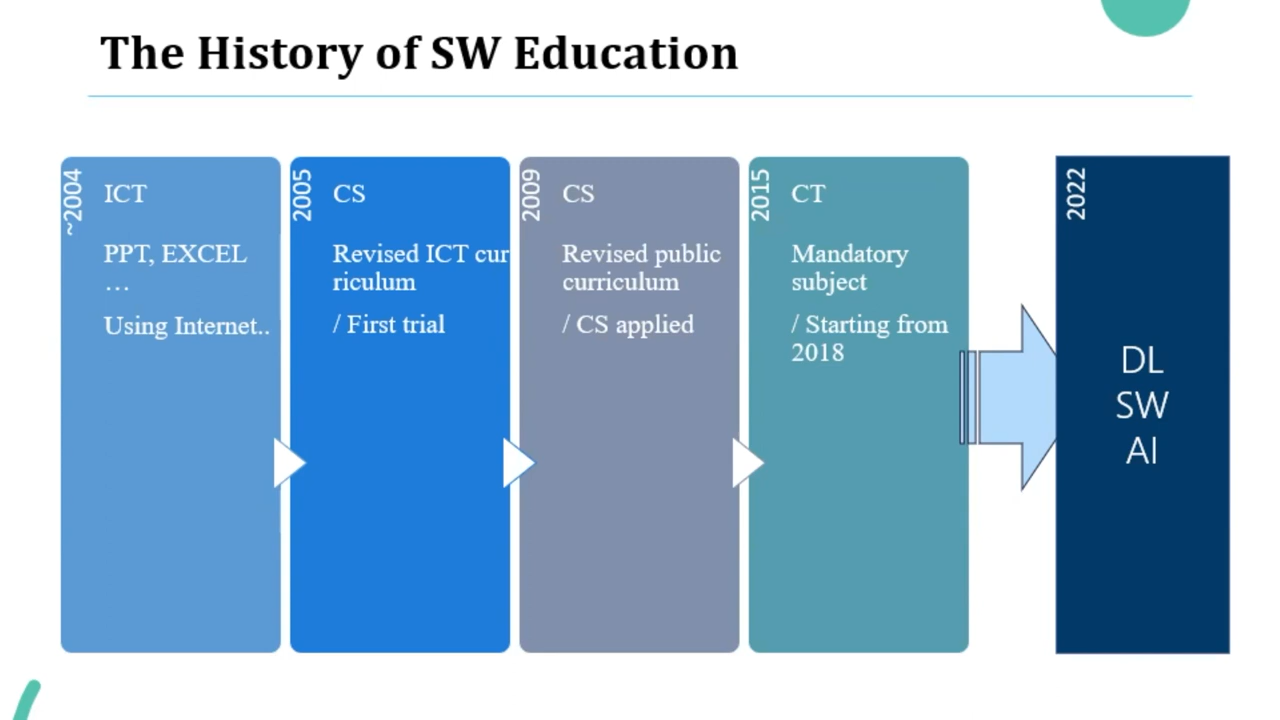 The History of SW Education
~2004
ICT
PPT, EXCEL
…
Using Internet..
2005
CS
Revised ICT cur
riculum
/ First trial
2009
CS
Revised public
curriculum
/ CS applied
2015
CT
Mandatory
subject
/ Starting from
2018
2022
DL
SW
AI